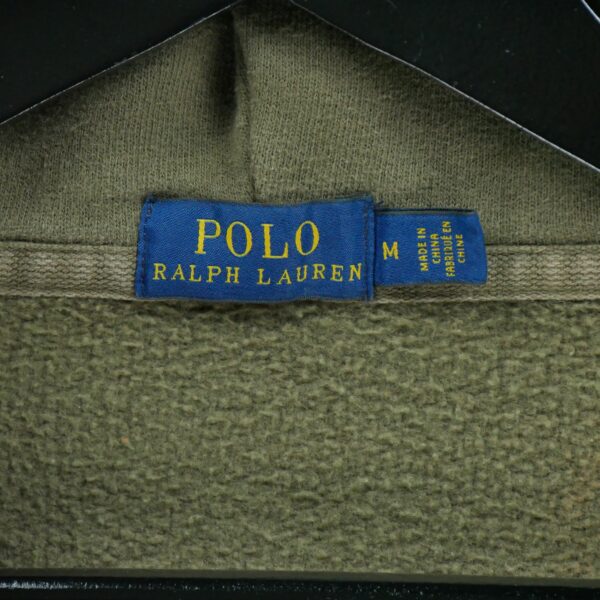 POLO
RALPH LAUREN
M
MADE IN
CHINA
FABRIQUÉ EN
CHINE